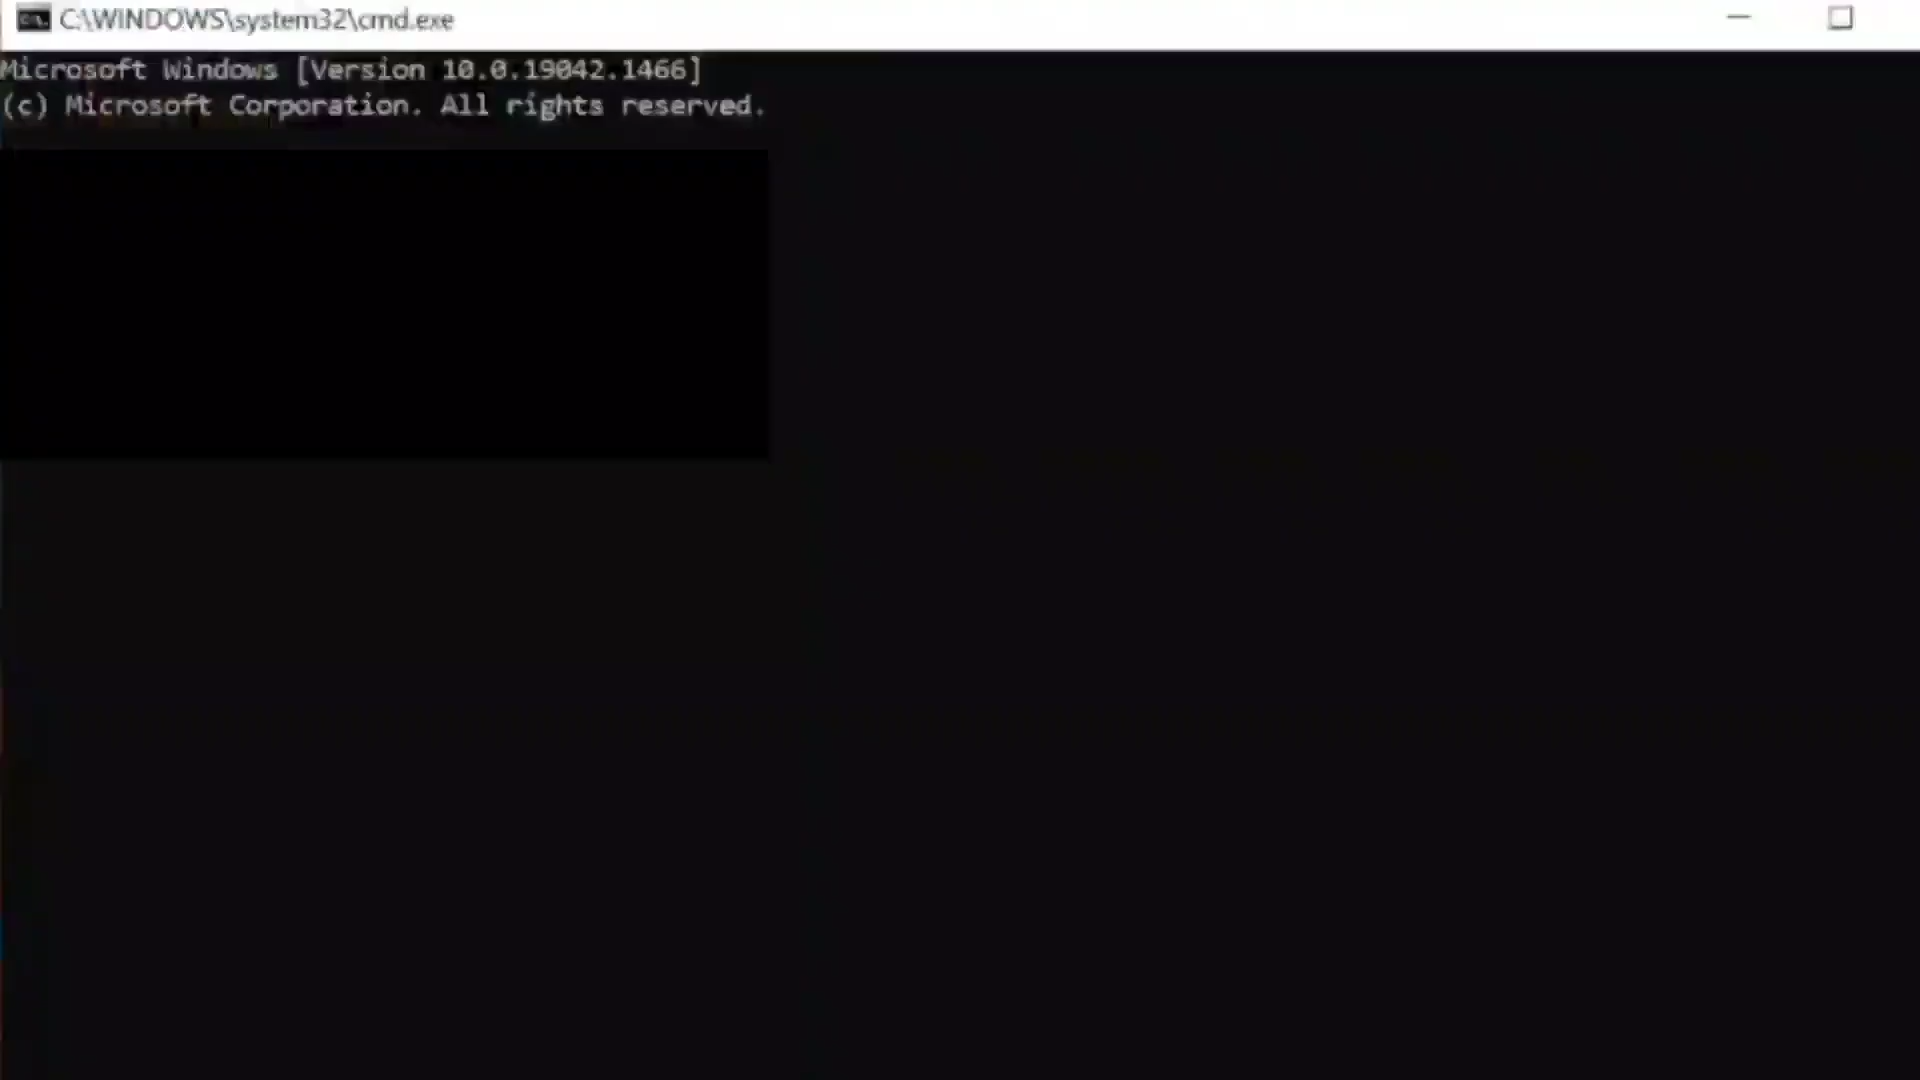 C:\WINDOWS\system32\cmd.exe
Microsoft Windows [Version 10.0.19042.1466]
(c) Microsoft Corporation. All rights reserved.